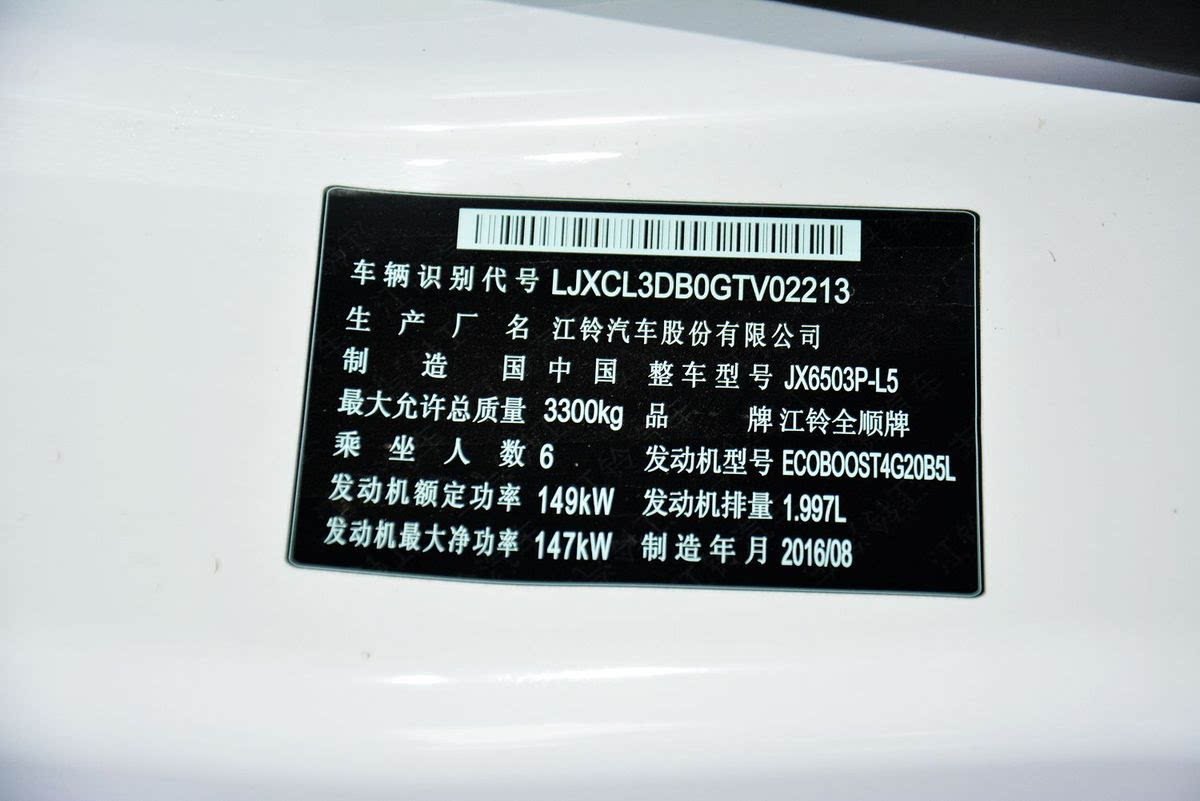 车辆识别代号 LJXCL3DB0GTV02213
生产厂名 江铃汽车股份有限公司
制造国 中国 整车型号 JX6503P-L5
最大允许总质量 3300kg 品牌 江铃全顺牌
乘坐人数 6 发动机型号 ECOBOOST4G20B5L
发动机额定功率 149kW 发动机排量 1.997L
发动机最大净功率 147kW 制造年月 2016/08